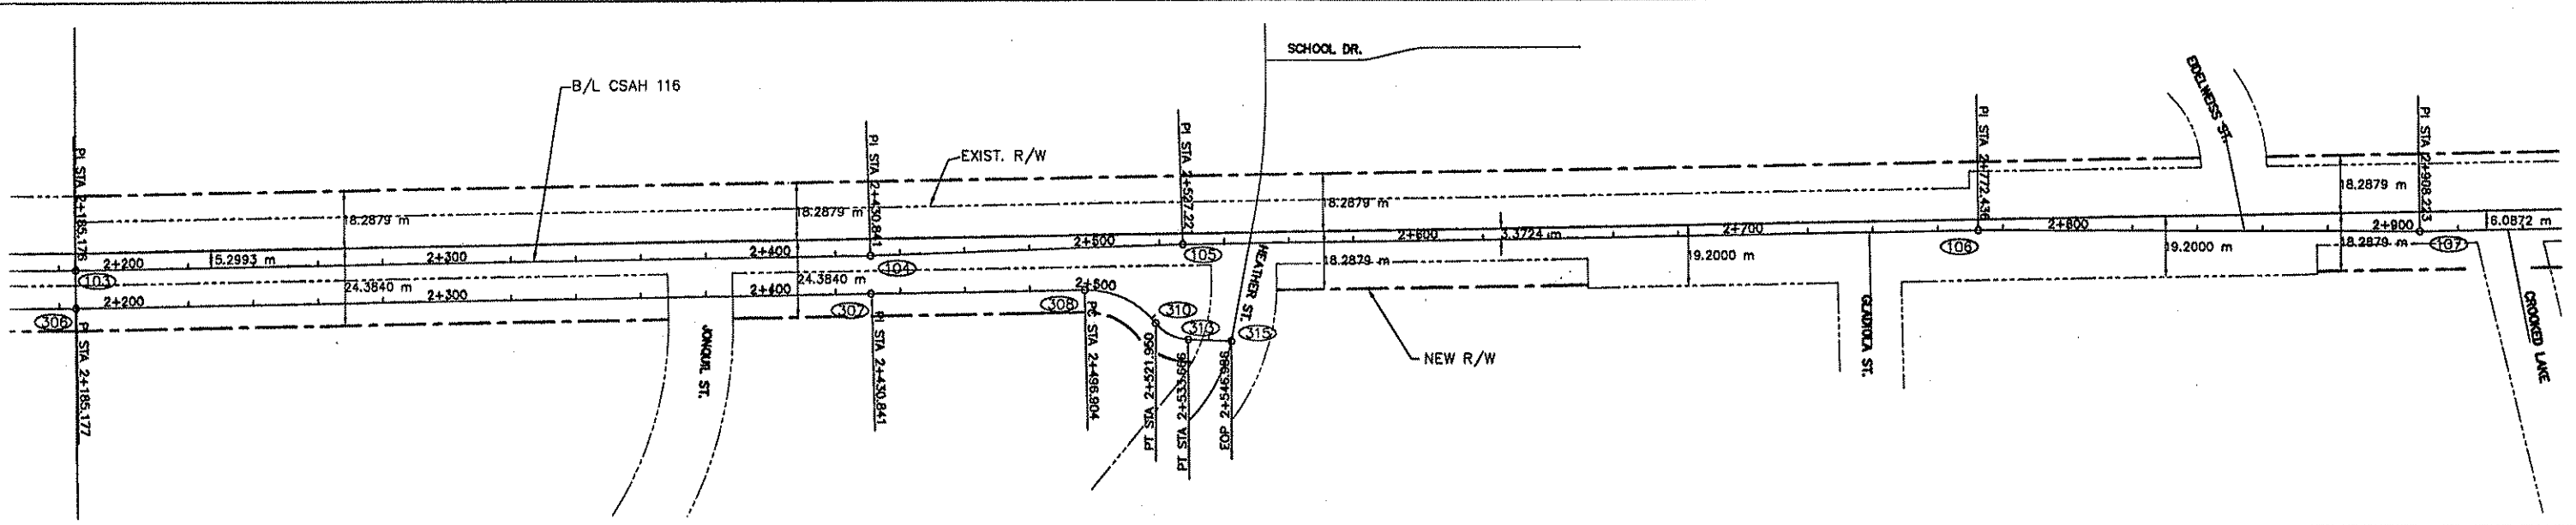 SCHOOL DR.
B/L CSAH 116
EXIST. R/W
EIDELWEISS ST.
PI STA 2+185.176
PI STA 2+430.841
PI STA 2+527.22
PI STA 2+772.436
PI STA 2+908.223
18.2879 m
18.2879 m
18.2879 m
18.2879 m
2+200
15.2993 m
2+300
2+400
2+500
2+600
3.3724 m
2+700
2+800
2+900
16.0872 m
103
104
105
106
107
24.3840 m
24.3840 m
18.2879 m
19.2000 m
19.2000 m
18.2879 m
2+200
2+300
2+400
2+500
306
307
308
310
313
315
HEATHER ST.
JONQUIL ST.
GLADIOLA ST.
CROOKED LAKE
NEW R/W
PI STA 2+185.177
PI STA 2+430.841
PC STA 2+496.904
PT STA 2+521.960
PT STA 2+533.686
EOP 2+546.986